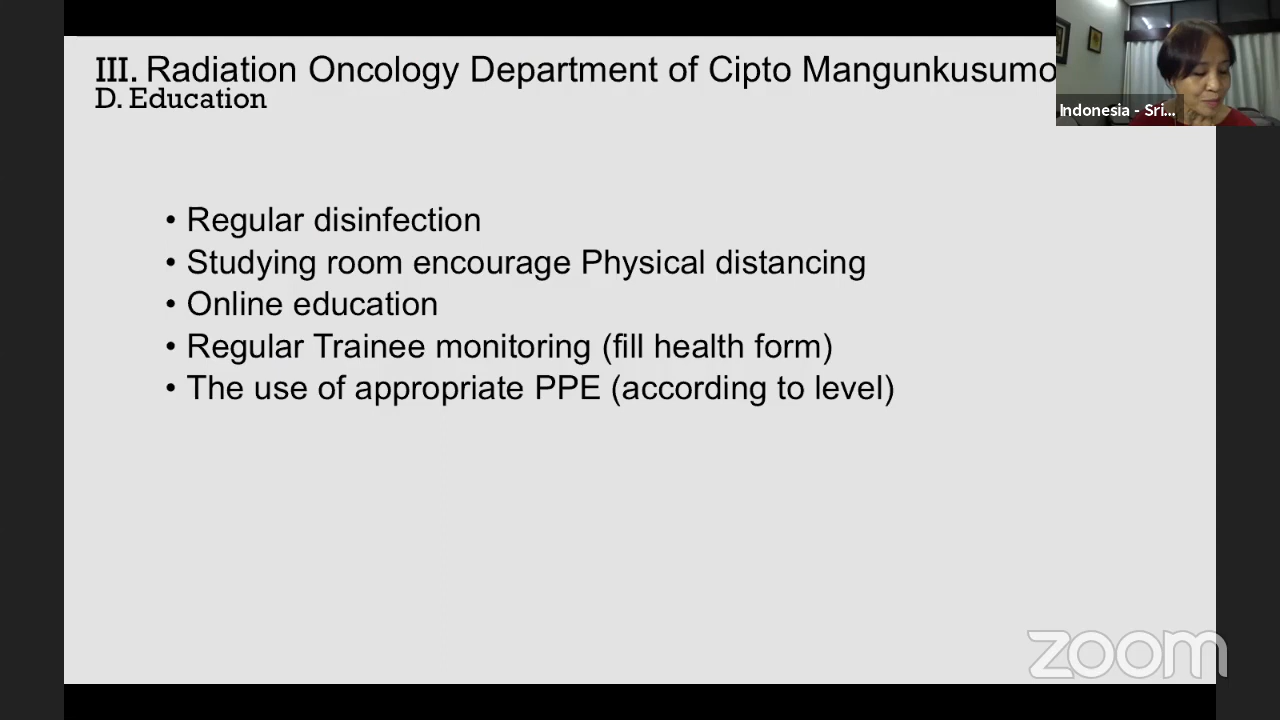 III. Radiation Oncology Department of Cipto Mangunkusumo
D. Education
Indonesia - Sri...
• Regular disinfection
• Studying room encourage Physical distancing
• Online education
• Regular Trainee monitoring (fill health form)
• The use of appropriate PPE (according to level)
zoom